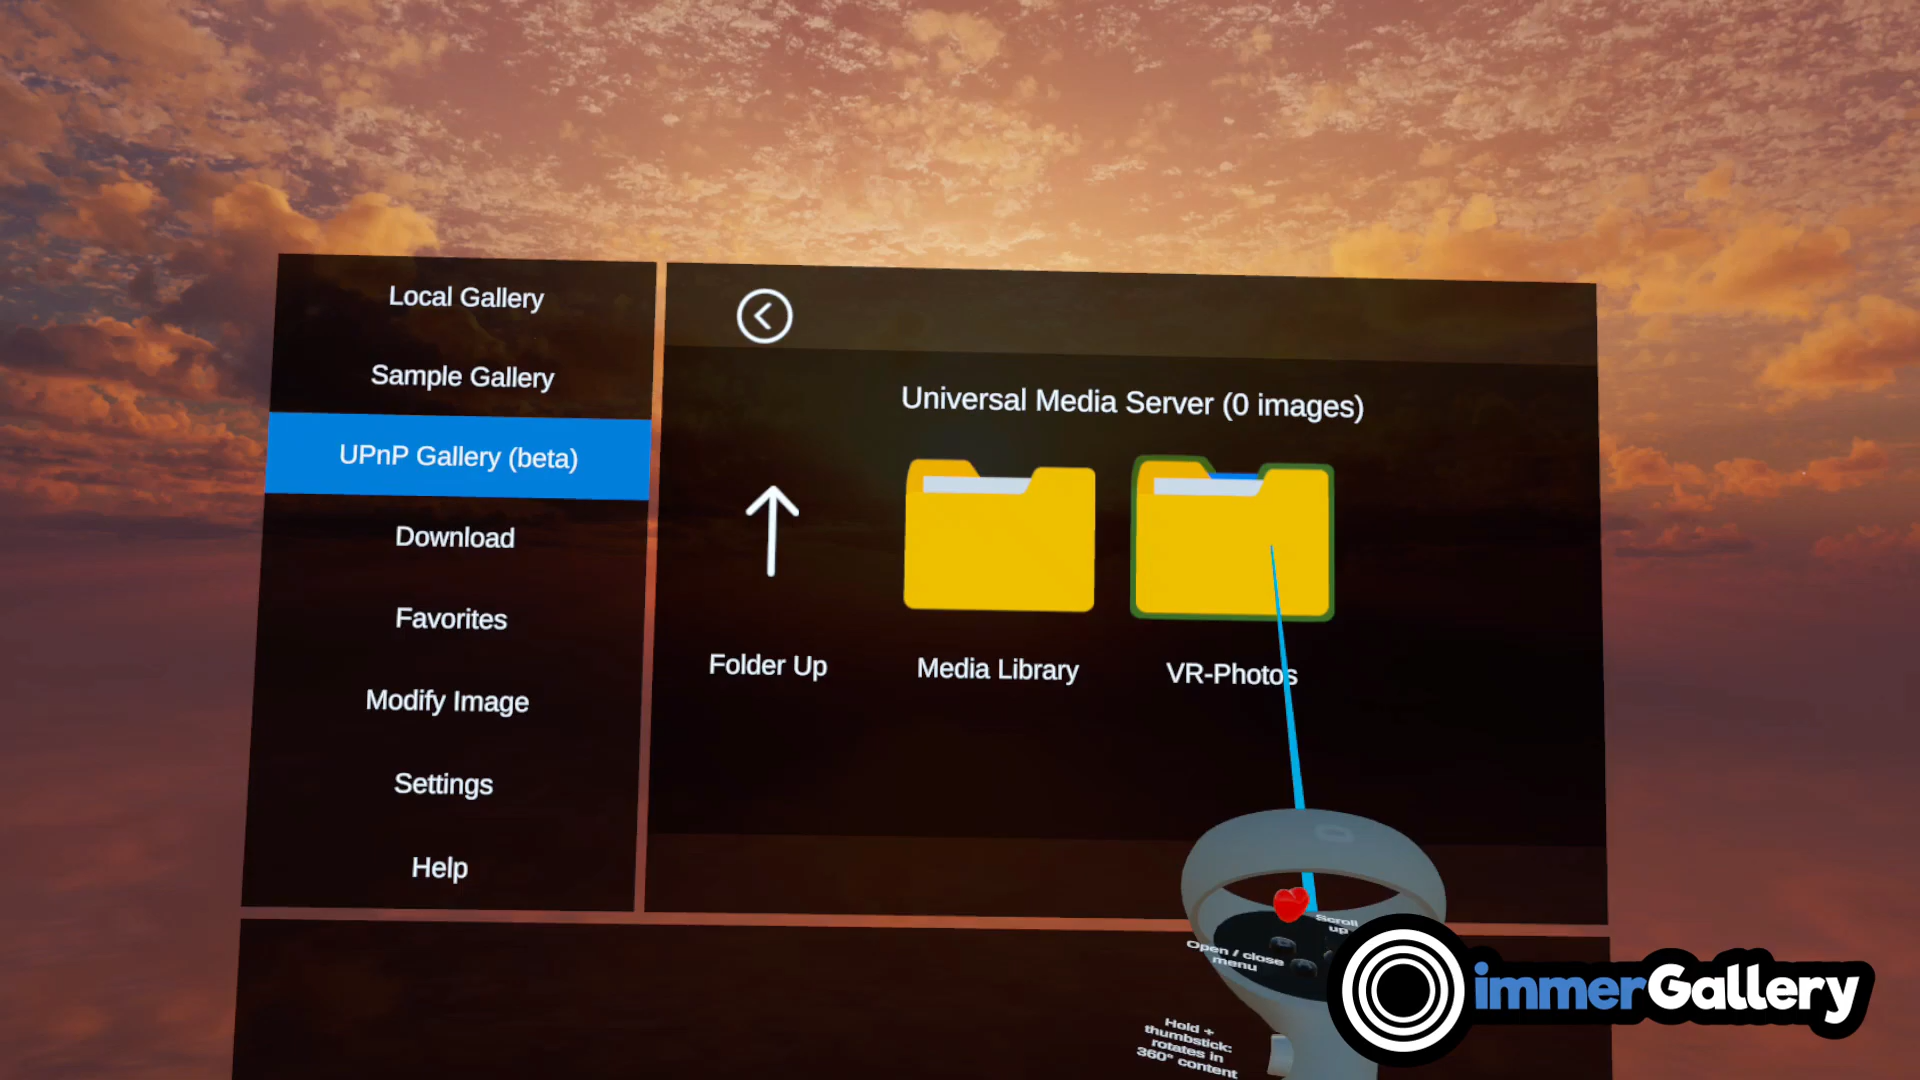 Local Gallery
Sample Gallery
UPnP Gallery (beta)
Download
Favorites
Modify Image
Settings
Help
Universal Media Server (0 images)
Folder Up
Media Library
VR-Photos
Scroll
up
Open / close
menu
Hold +
thumbstick:
rotates in
360° content
immerGallery